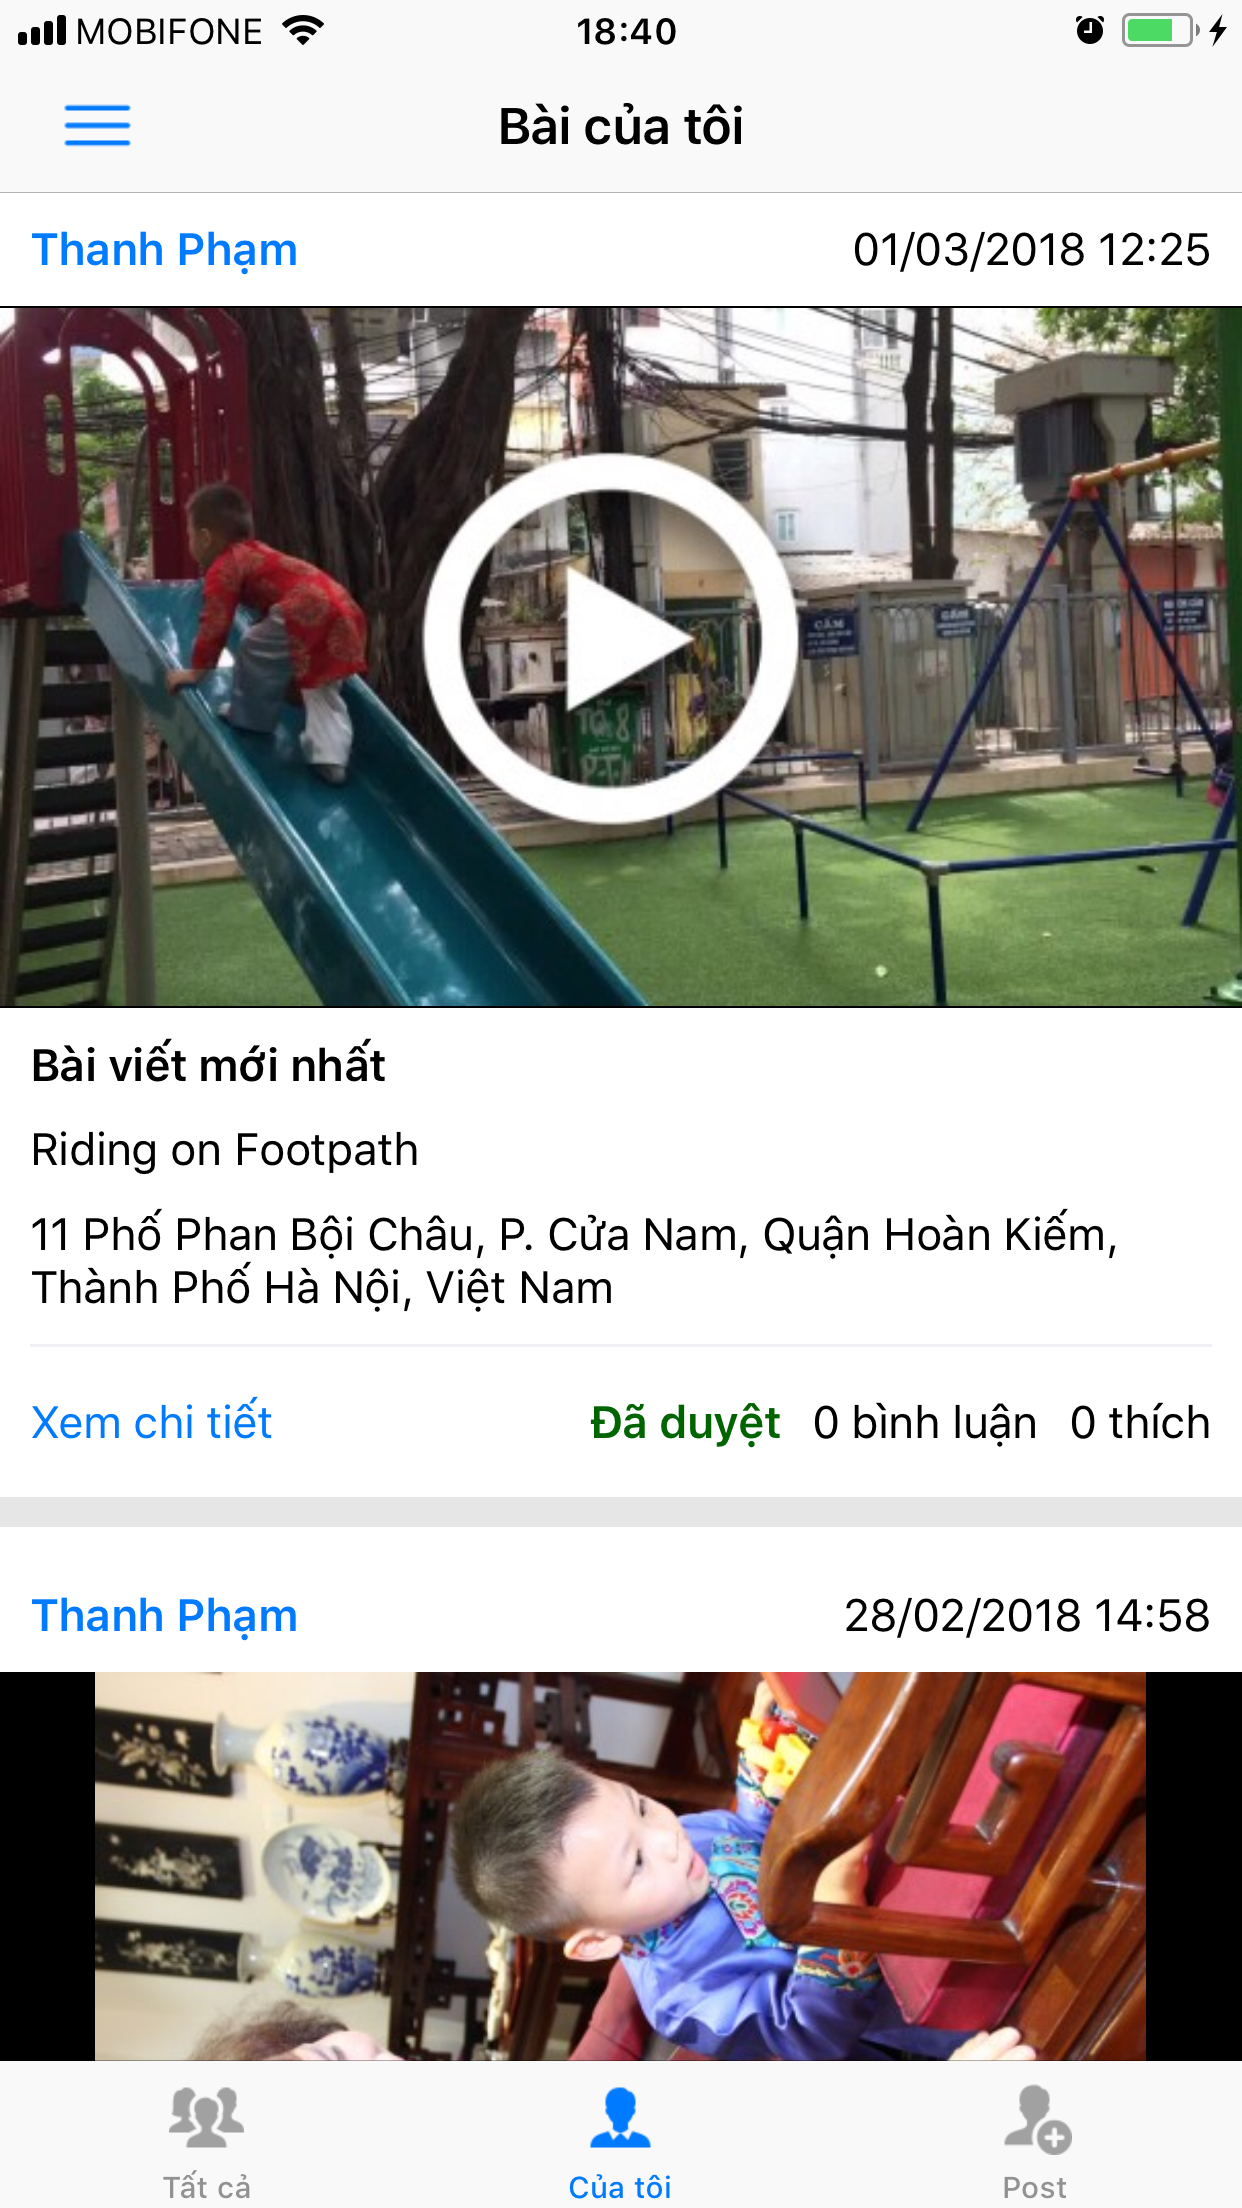 MOBIFONE 18:40
Bài của tôi
Thanh Phạm 01/03/2018 12:25
CẤM
TỔ 8
Bài viết mới nhất
Riding on Footpath
11 Phố Phan Bội Châu, P. Cửa Nam, Quận Hoàn Kiếm,
Thành Phố Hà Nội, Việt Nam
Xem chi tiết Đã duyệt 0 bình luận 0 thích
Thanh Phạm 28/02/2018 14:58
Tất cả Của tôi Post